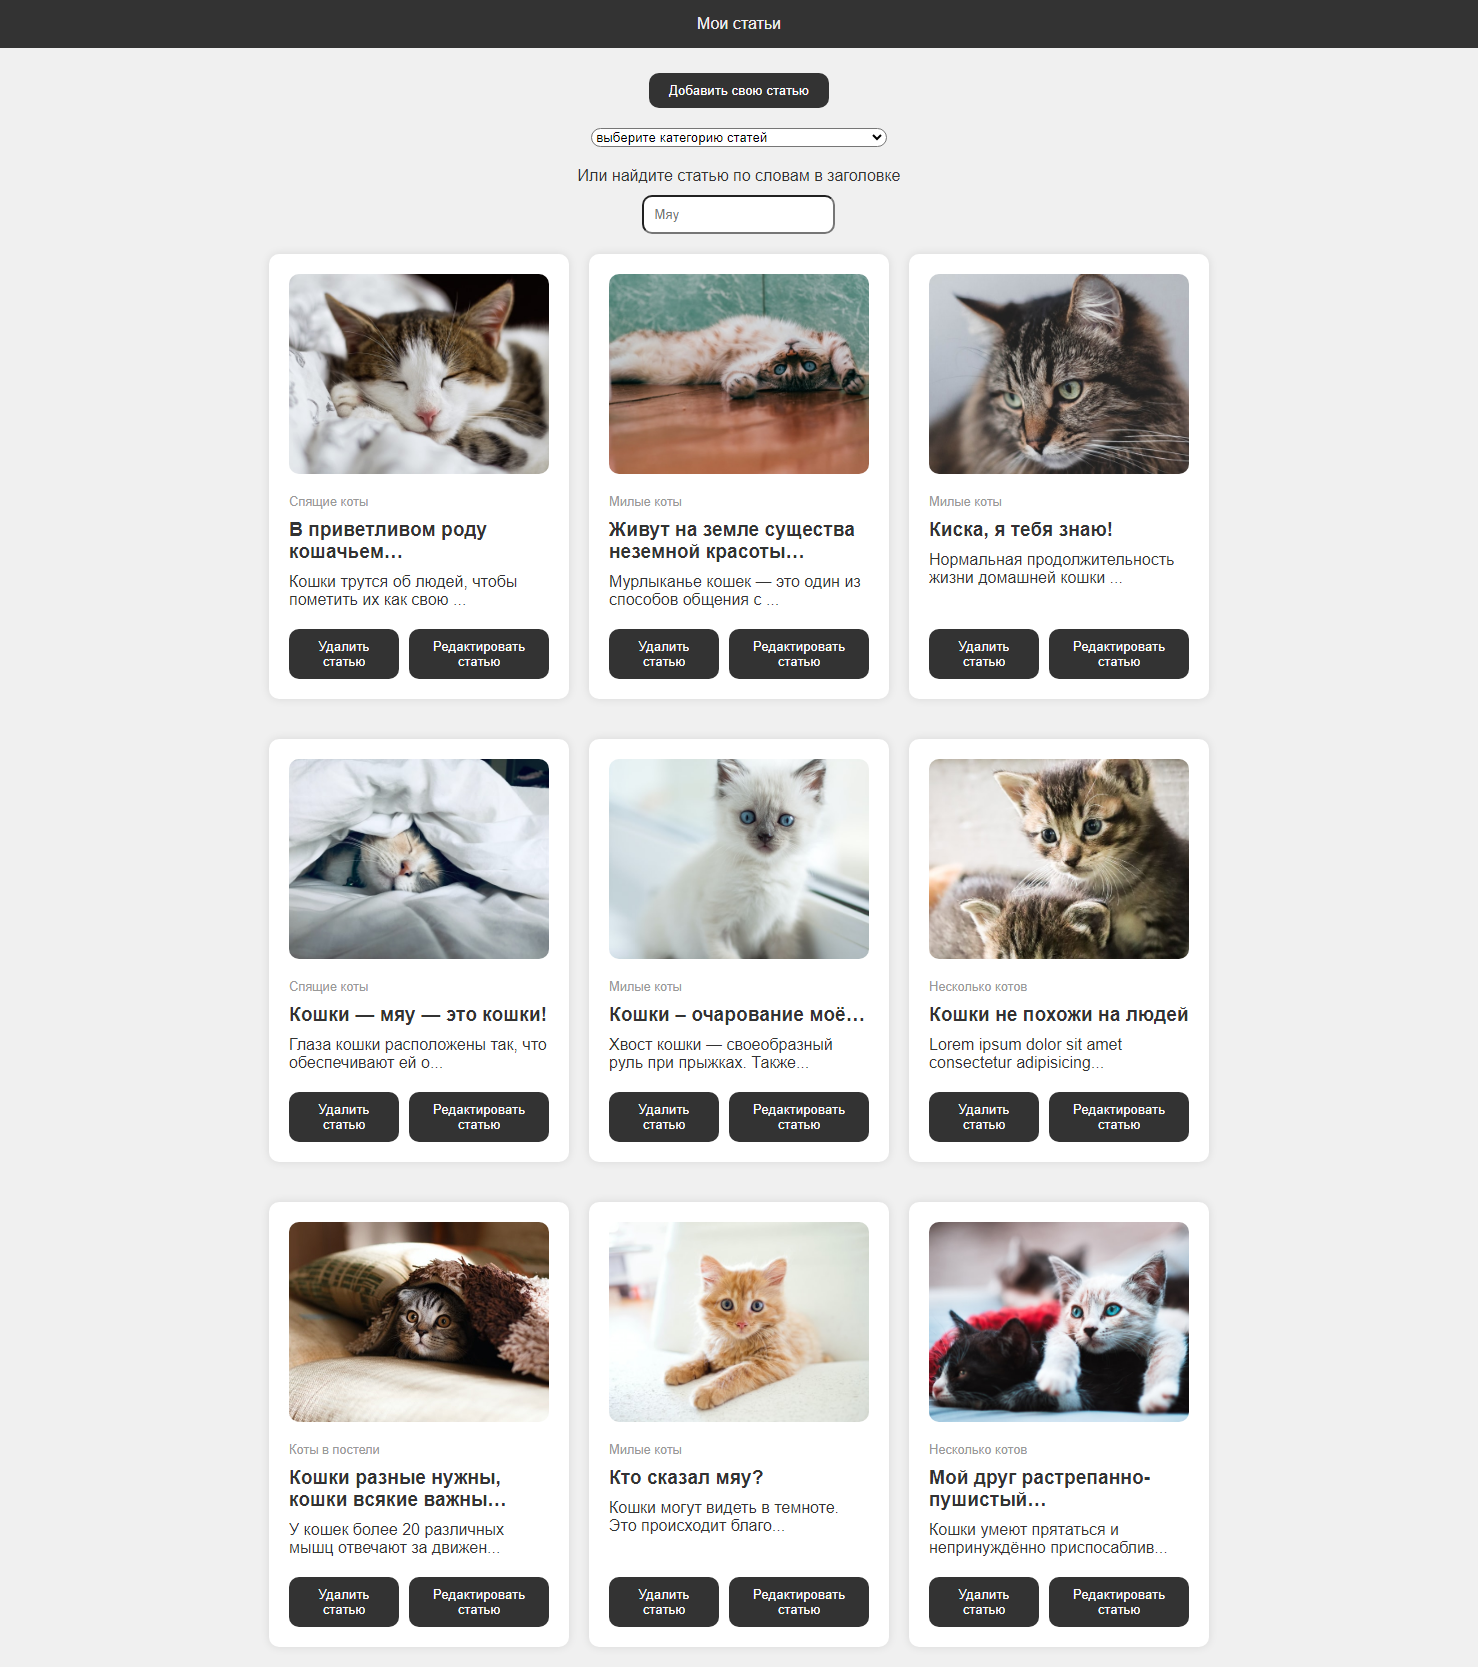 Мои статьи
Добавить свою статью
выберите категорию статей
Или найдите статью по словам в заголовке
Мяу
Спящие коты
В приветливом роду
кошачьем…
Кошки трутся об людей, чтобы
пометить их как свою ...
Удалить
статью
Редактировать
статью
Милые коты
Живут на земле существа
неземной красоты…
Мурлыканье кошек — это один из
способов общения с ...
Удалить
статью
Редактировать
статью
Милые коты
Киска, я тебя знаю!
Нормальная продолжительность
жизни домашней кошки ...
Удалить
статью
Редактировать
статью
Спящие коты
Кошки — мяу — это кошки!
Глаза кошки расположены так, что
обеспечивают ей о...
Удалить
статью
Редактировать
статью
Милые коты
Кошки – очарование моё…
Хвост кошки — своеобразный
руль при прыжках. Также...
Удалить
статью
Редактировать
статью
Несколько котов
Кошки не похожи на людей
Lorem ipsum dolor sit amet
consectetur adipisicing...
Удалить
статью
Редактировать
статью
Коты в постели
Кошки разные нужны,
кошки всякие важны…
У кошек более 20 различных
мышц отвечают за движен...
Удалить
статью
Редактировать
статью
Милые коты
Кто сказал мяу?
Кошки могут видеть в темноте.
Это происходит благо...
Удалить
статью
Редактировать
статью
Несколько котов
Мой друг растрепанно-
пушистый…
Кошки умеют прятаться и
непринуждённо приспосаблив...
Удалить
статью
Редактировать
статью